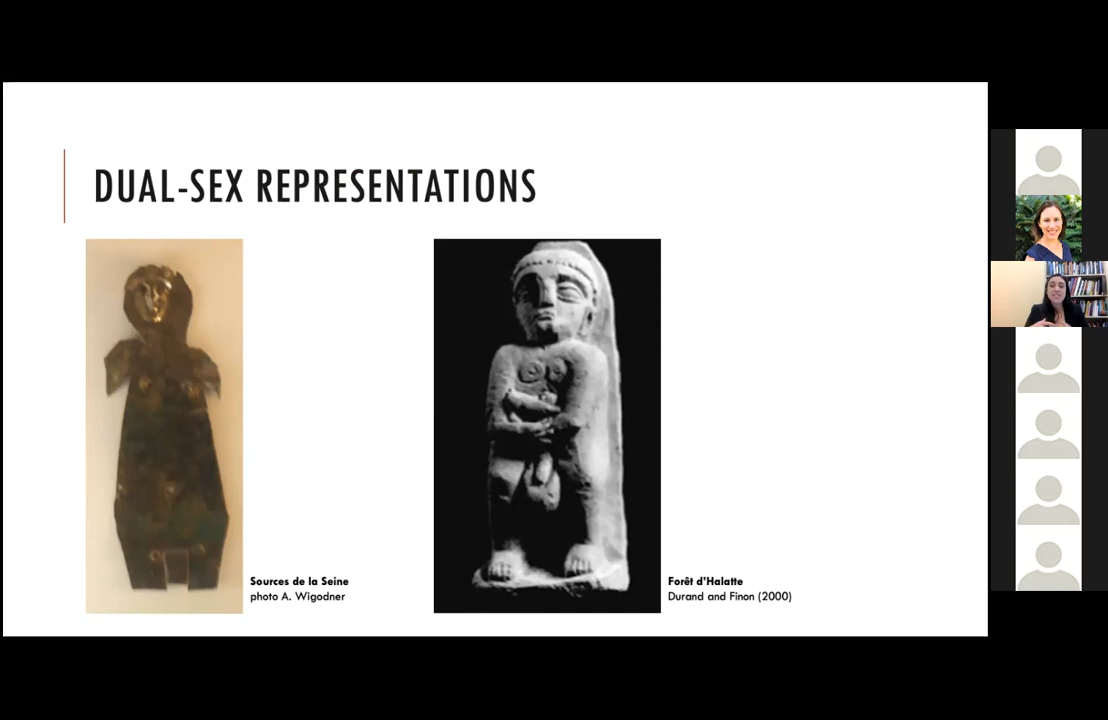 DUAL-SEX REPRESENTATIONS
Sources de la Seine
photo A. Wigodner
Forêt d'Halatte
Durand and Finon (2000)